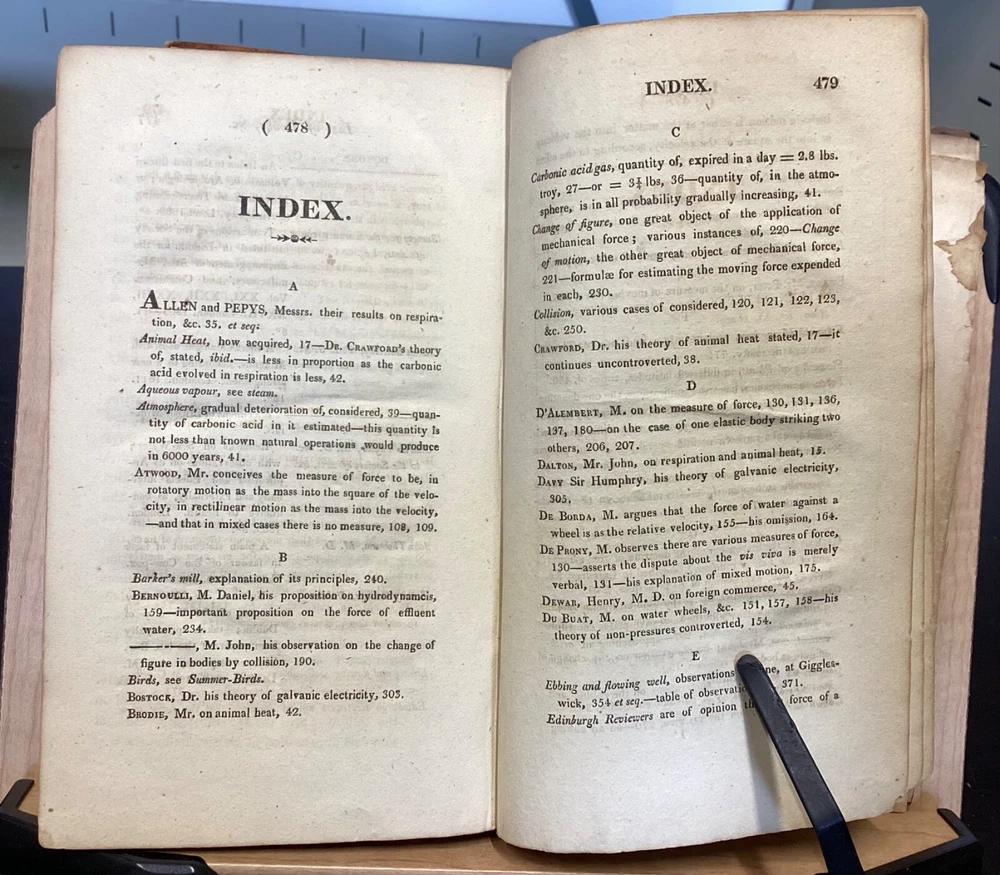 ( 478 )
INDEX.
A
ALLEN and PEPYS, Messrs. their results on respira-
tion, &c. 35. et seq:
Animal Heat, how acquired, 17—DR. CRAWFORD's theory
of, stated, ibid.—is less in proportion as the carbonic
acid evolved in respiration is less, 42.
Aqueous vapour, see steam.
Atmosphere, gradual deterioration of, considered, 39—quan-
tity of carbonic acid in it estimated—this quantity is
not less than known natural operations would produce
in 6000 years, 41.
ATWOOD, Mr. conceives the measure of force to be, in
rotatory motion as the mass into the square of the velo-
city, in rectilinear motion as the mass into the velocity,
—and that in mixed cases there is no measure, 108, 109.
B
Barker's mill, explanation of its principles, 240.
BERNOULLI, M. Daniel, his proposition on hydrodynamcis,
159—important proposition on the force of effluent
water, 234.
————, M. John, his observation on the change of
figure in bodies by collision, 190.
Birds, see Summer-Birds.
BOSTOCK, Dr. his theory of galvanic electricity, 303.
BRODIE, Mr. on animal heat, 42.
INDEX. 479
C
Carbonic acid gas, quantity of, expired in a day = 2.8 lbs.
troy, 27—or = 3¼ lbs, 36—quantity of, in the atmo-
sphere, is in all probability gradually increasing, 41.
Change of figure, one great object of the application of
mechanical force; various instances of, 220—Change
of motion, the other great object of mechanical force,
221—formulæ for estimating the moving force expended
in each, 230.
Collision, various cases of considered, 120, 121, 122, 123,
&c. 250.
CRAWFORD, Dr. his theory of animal heat stated, 17—it
continues uncontroverted, 38.
D
D'ALEMBERT, M. on the measure of force, 130, 131, 136,
137, 180—on the case of one elastic body striking two
others, 206, 207.
DALTON, Mr. John, on respiration and animal heat, 15.
DAVY Sir Humphry, his theory of galvanic electricity,
305.
DE BORDA, M. argues that the force of water against a
wheel is as the relative velocity, 155—his omission, 164.
DE PRONY, M. observes there are various measures of force,
130—asserts the dispute about the vis viva is merely
verbal, 131—his explanation of mixed motion, 175.
DEWAR, Henry, M. D. on foreign commerce, 45.
DU BUAT, M. on water wheels, &c. 151, 157, 158—his
theory of non-pressures controverted, 154.
E
Ebbing and flowing well, observations at Giggles-
wick, 354 et seq.—table of 371.
Edinburgh Reviewers are of opinion force of a